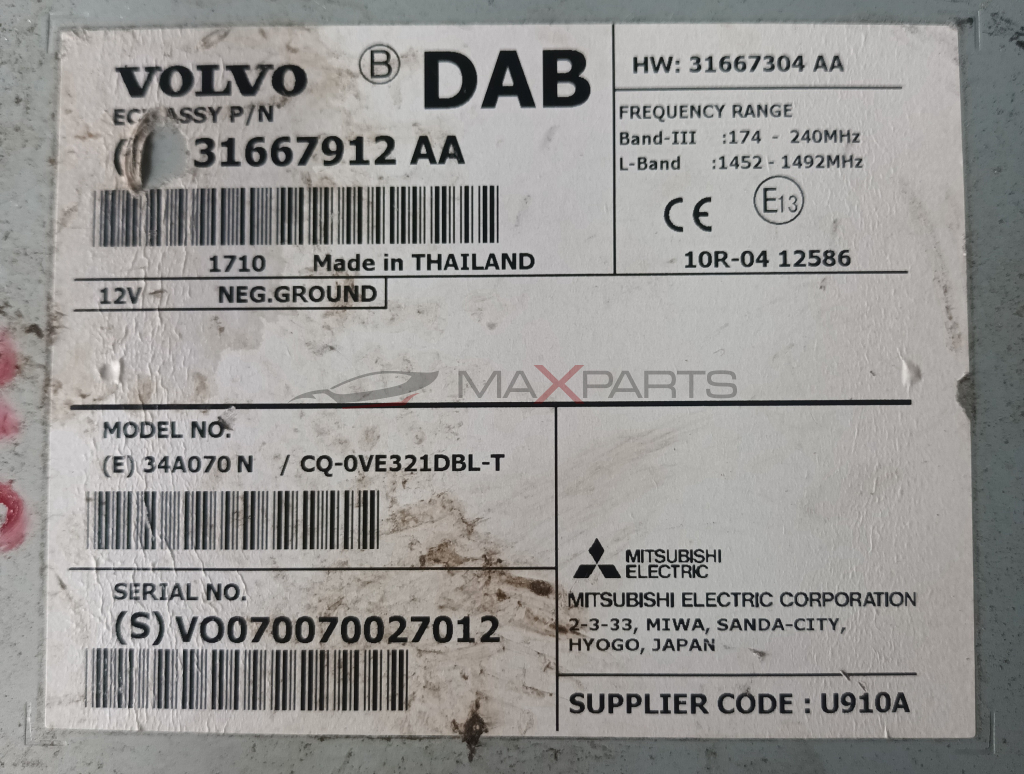 VOLVO
B
DAB
ASSY P/N
31667912 AA
1710 Made in THAILAND
HW: 31667304 AA
FREQUENCY RANGE
Band-III :174 - 240MHz
L-Band :1452 - 1492MHz
CE E13
10R-04 12586
12V NEG.GROUND
MAXPARTS
MODEL NO.
(E) 34A070 N / CQ-0VE321DBL-T
SERIAL NO.
(S) VO070070027012
MITSUBISHI
ELECTRIC
MITSUBISHI ELECTRIC CORPORATION
2-3-33, MIWA, SANDA-CITY,
HYOGO, JAPAN
SUPPLIER CODE : U910A